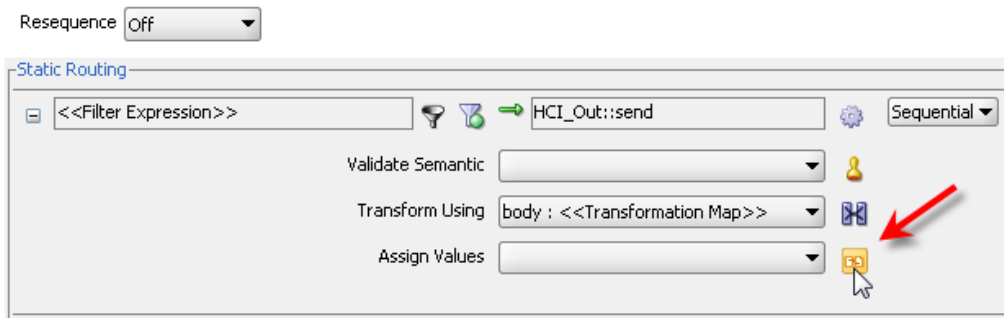 Resequence Off
Static Routing
<<Filter Expression>> HCI_Out::send Sequential
Validate Semantic
Transform Using body : <<Transformation Map>>
Assign Values